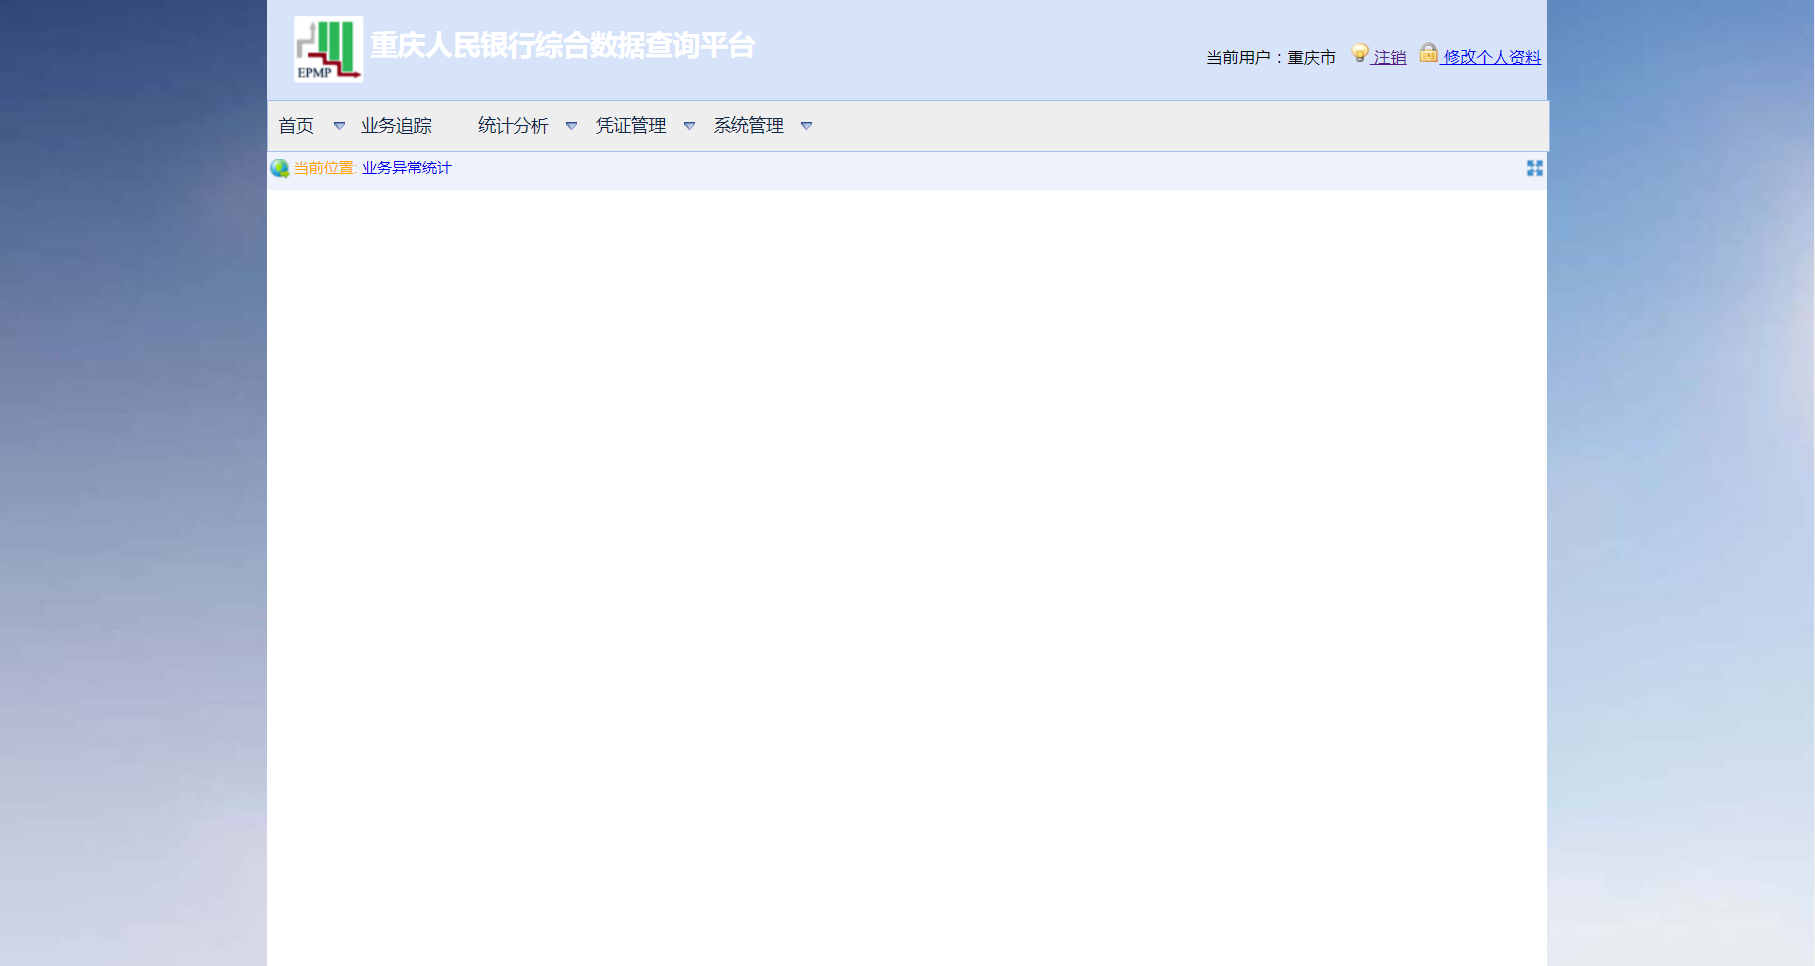 EPMP
重庆人民银行综合数据查询平台
当前用户：重庆市 注销 修改个人资料
首页 业务追踪 统计分析 凭证管理 系统管理
当前位置: 业务异常统计